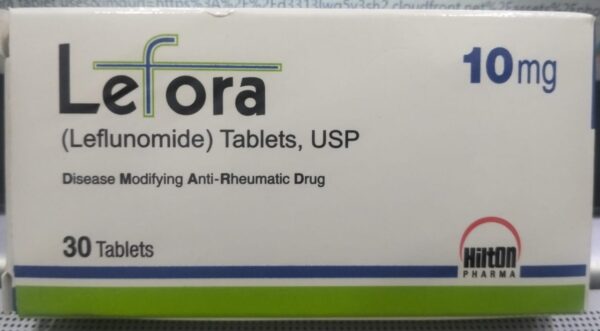 Lefora
10mg
(Leflunomide) Tablets, USP
Disease Modifying Anti-Rheumatic Drug
30 Tablets
Hilton
PHARMA